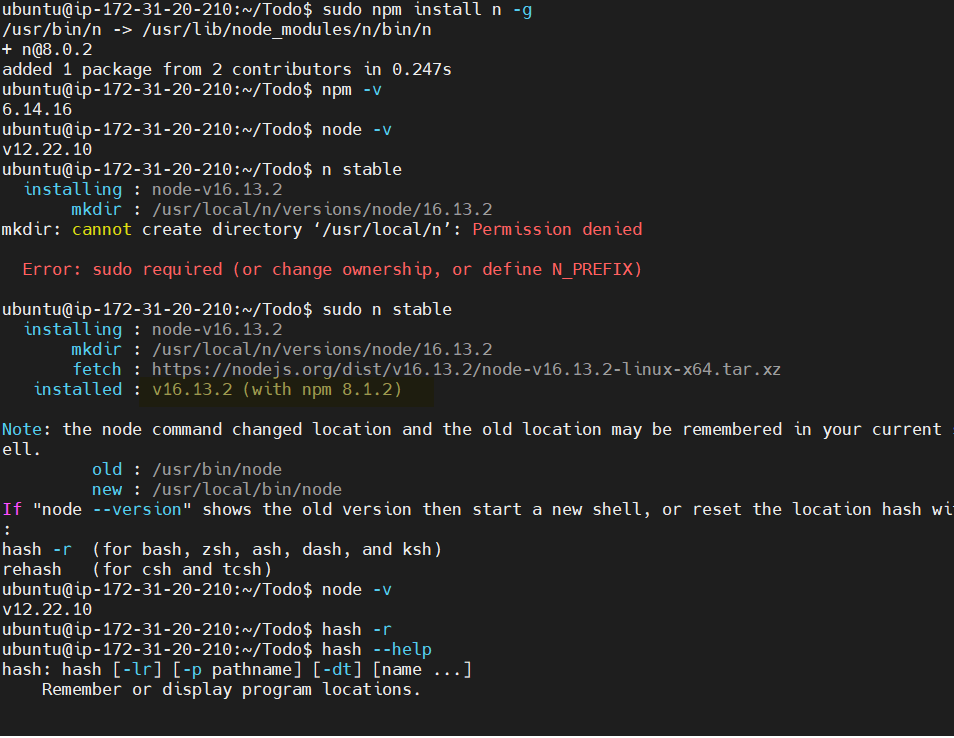 ubuntu@ip-172-31-20-210:~/Todo$ sudo npm install n -g
/usr/bin/n -> /usr/lib/node_modules/n/bin/n
+ n@8.0.2
added 1 package from 2 contributors in 0.247s
ubuntu@ip-172-31-20-210:~/Todo$ npm -v
6.14.16
ubuntu@ip-172-31-20-210:~/Todo$ node -v
v12.22.10
ubuntu@ip-172-31-20-210:~/Todo$ n stable
  installing : node-v16.13.2
       mkdir : /usr/local/n/versions/node/16.13.2
mkdir: cannot create directory ‘/usr/local/n’: Permission denied
  Error: sudo required (or change ownership, or define N_PREFIX)
ubuntu@ip-172-31-20-210:~/Todo$ sudo n stable
  installing : node-v16.13.2
       mkdir : /usr/local/n/versions/node/16.13.2
       fetch : https://nodejs.org/dist/v16.13.2/node-v16.13.2-linux-x64.tar.xz
   installed : v16.13.2 (with npm 8.1.2)
Note: the node command changed location and the old location may be remembered in your current
ell.
         old : /usr/bin/node
         new : /usr/local/bin/node
If "node --version" shows the old version then start a new shell, or reset the location hash wi
:
hash -r  (for bash, zsh, ash, dash, and ksh)
rehash   (for csh and tcsh)
ubuntu@ip-172-31-20-210:~/Todo$ node -v
v12.22.10
ubuntu@ip-172-31-20-210:~/Todo$ hash -r
ubuntu@ip-172-31-20-210:~/Todo$ hash --help
hash: hash [-lr] [-p pathname] [-dt] [name ...]
    Remember or display program locations.